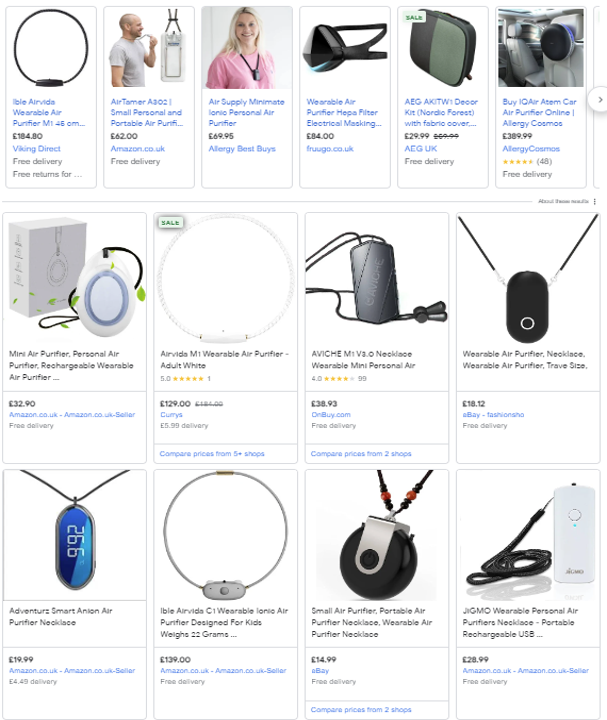 SALE
Ible Airvida
Wearable Air
Purifier M1 45 cm...
£184.80
Viking Direct
Free delivery
Free returns for ...
AirTamer A302 |
Small Personal and
Portable Air Purifi...
£62.00
Amazon.co.uk
Free delivery
Air Supply Minimate
Ionic Personal Air
Purifier
£69.95
Allergy Best Buys
Wearable Air
Purifier Hepa Filter
Electrical Masking...
£84.00
fruugo.co.uk
AEG AKITW1 Decor
Kit (Nordic Forest)
with fabric cover,...
£29.99 £59.99
AEG UK
Free delivery
Buy IQAir Atem Car
Air Purifier Online |
Allergy Cosmos
£389.99
AllergyCosmos
(48)
Free delivery
About these results
SALE
Mini Air Purifier, Personal Air
Purifier, Rechargeable Wearable
Air Purifier ...
£32.90
Amazon.co.uk - Amazon.co.uk-Seller
Free delivery
Airvida M1 Wearable Air Purifier -
Adult White
5.0 ★★★★★ 1
£129.00 £184.00
Currys
£5.99 delivery
Compare prices from 5+ shops
AVICHE
AVICHE M1 V3.0 Necklace
Wearable Mini Personal Air
4.0 ★★★★★ 99
£38.93
OnBuy.com
Free delivery
Compare prices from 2 shops
Wearable Air Purifier, Necklace,
Wearable Air Purifier, Trave Size,
£18.12
eBay - fashionsho
Free delivery
26.6
Adventurz Smart Anion Air
Purifier Necklace
£19.99
Amazon.co.uk - Amazon.co.uk-Seller
£4.49 delivery
Ible Airvida C1 Wearable Ionic Air
Purifier Designed For Kids
Weighs 22 Grams ...
£139.00
Amazon.co.uk - Amazon.co.uk-Seller
Free delivery
Small Air Purifier, Portable Air
Purifier Necklace, Wearable Air
Purifier Necklace
£14.99
eBay
Free delivery
Compare prices from 2 shops
JIGMO
JIGMO Wearable Personal Air
Purifiers Necklace - Portable
Rechargeable USB ...
£28.99
Amazon.co.uk - Amazon.co.uk-Seller
Free delivery